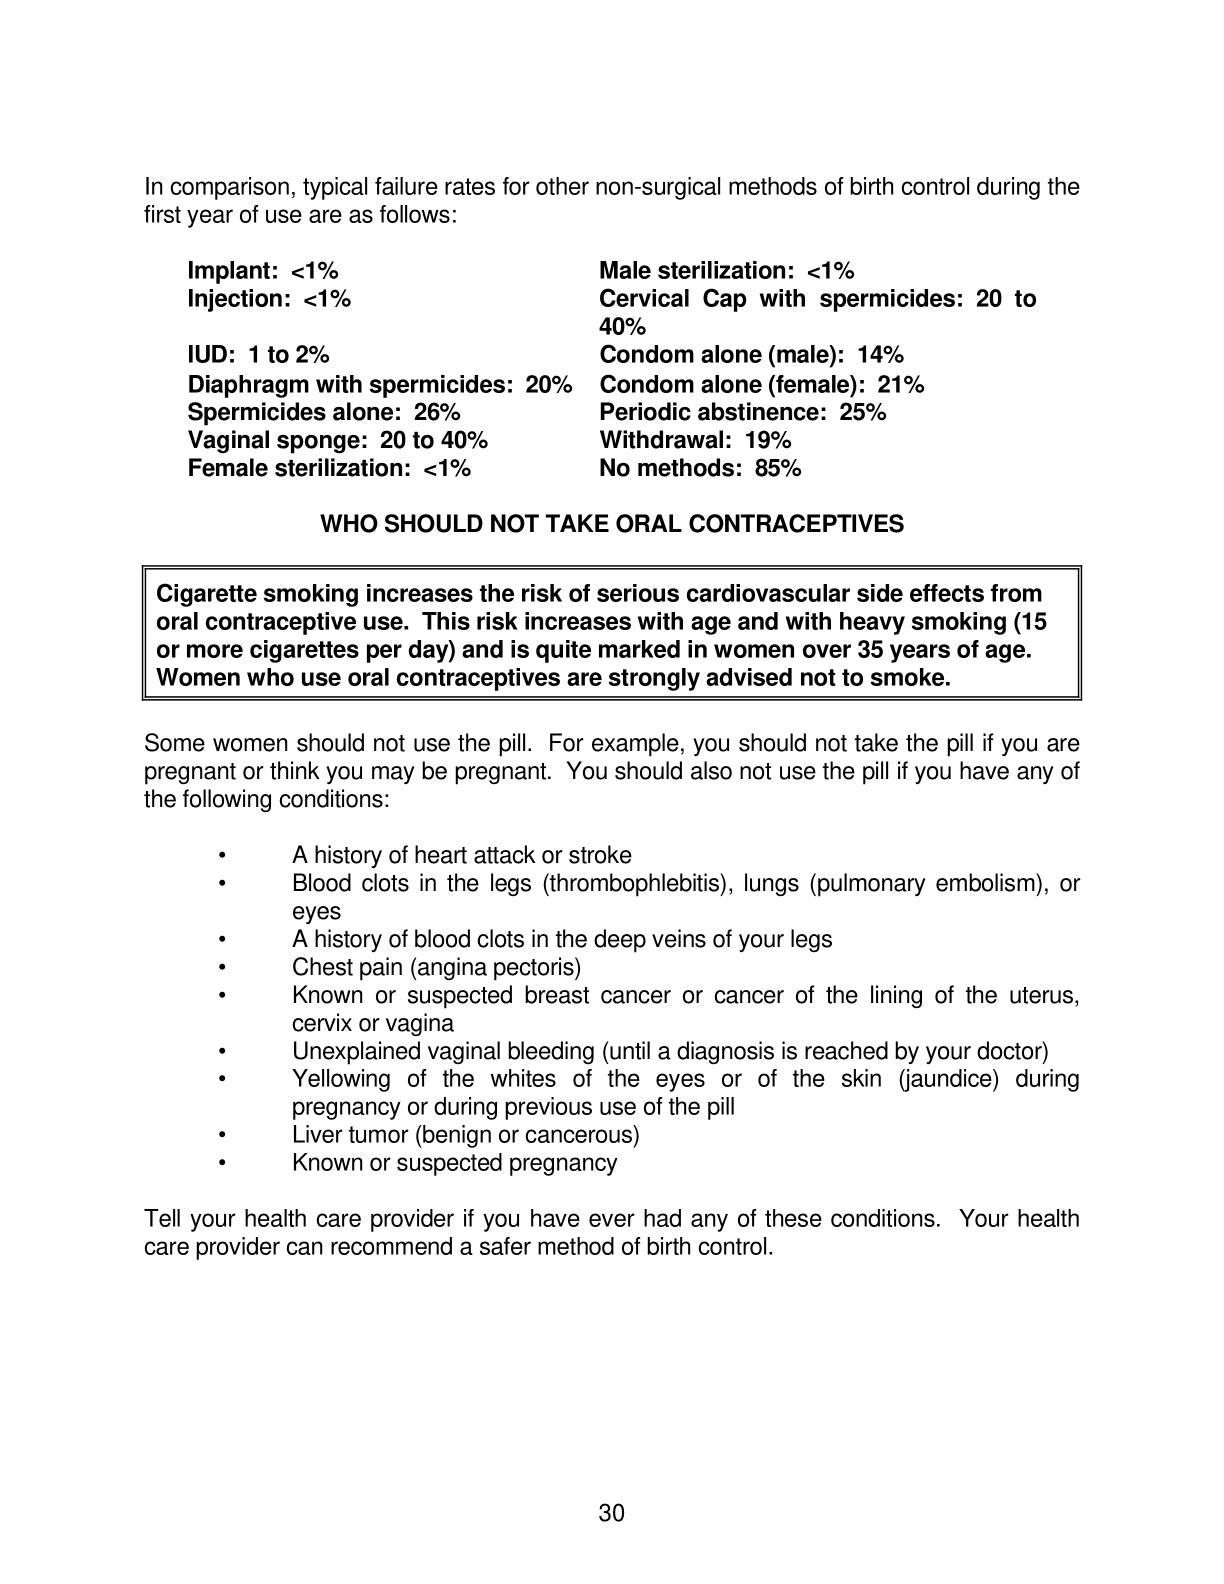 In comparison, typical failure rates for other non-surgical methods of birth control during the
first year of use are as follows:
Implant:  <1%
Male sterilization:  <1%
Injection:  <1%
Cervical Cap with spermicides: 20 to
40%
IUD:  1 to 2%
Condom alone (male):  14%
Diaphragm with spermicides:  20%
Condom alone (female):  21%
Spermicides alone:  26%
Periodic abstinence:  25%
Vaginal sponge:  20 to 40%
Withdrawal:  19%
Female sterilization:  <1%
No methods:  85%
WHO SHOULD NOT TAKE ORAL CONTRACEPTIVES
Cigarette smoking increases the risk of serious cardiovascular side effects from
oral contraceptive use.  This risk increases with age and with heavy smoking (15
or more cigarettes per day) and is quite marked in women over 35 years of age.
Women who use oral contraceptives are strongly advised not to smoke.
Some women should not use the pill.  For example, you should not take the pill if you are
pregnant or think you may be pregnant.  You should also not use the pill if you have any of
the following conditions:
• A history of heart attack or stroke
• Blood clots in the legs (thrombophlebitis), lungs (pulmonary embolism), or
eyes
• A history of blood clots in the deep veins of your legs
• Chest pain (angina pectoris)
• Known or suspected breast cancer or cancer of the lining of the uterus,
cervix or vagina
• Unexplained vaginal bleeding (until a diagnosis is reached by your doctor)
• Yellowing of the whites of the eyes or of the skin (jaundice) during
pregnancy or during previous use of the pill
• Liver tumor (benign or cancerous)
• Known or suspected pregnancy
Tell your health care provider if you have ever had any of these conditions.  Your health
care provider can recommend a safer method of birth control.
30